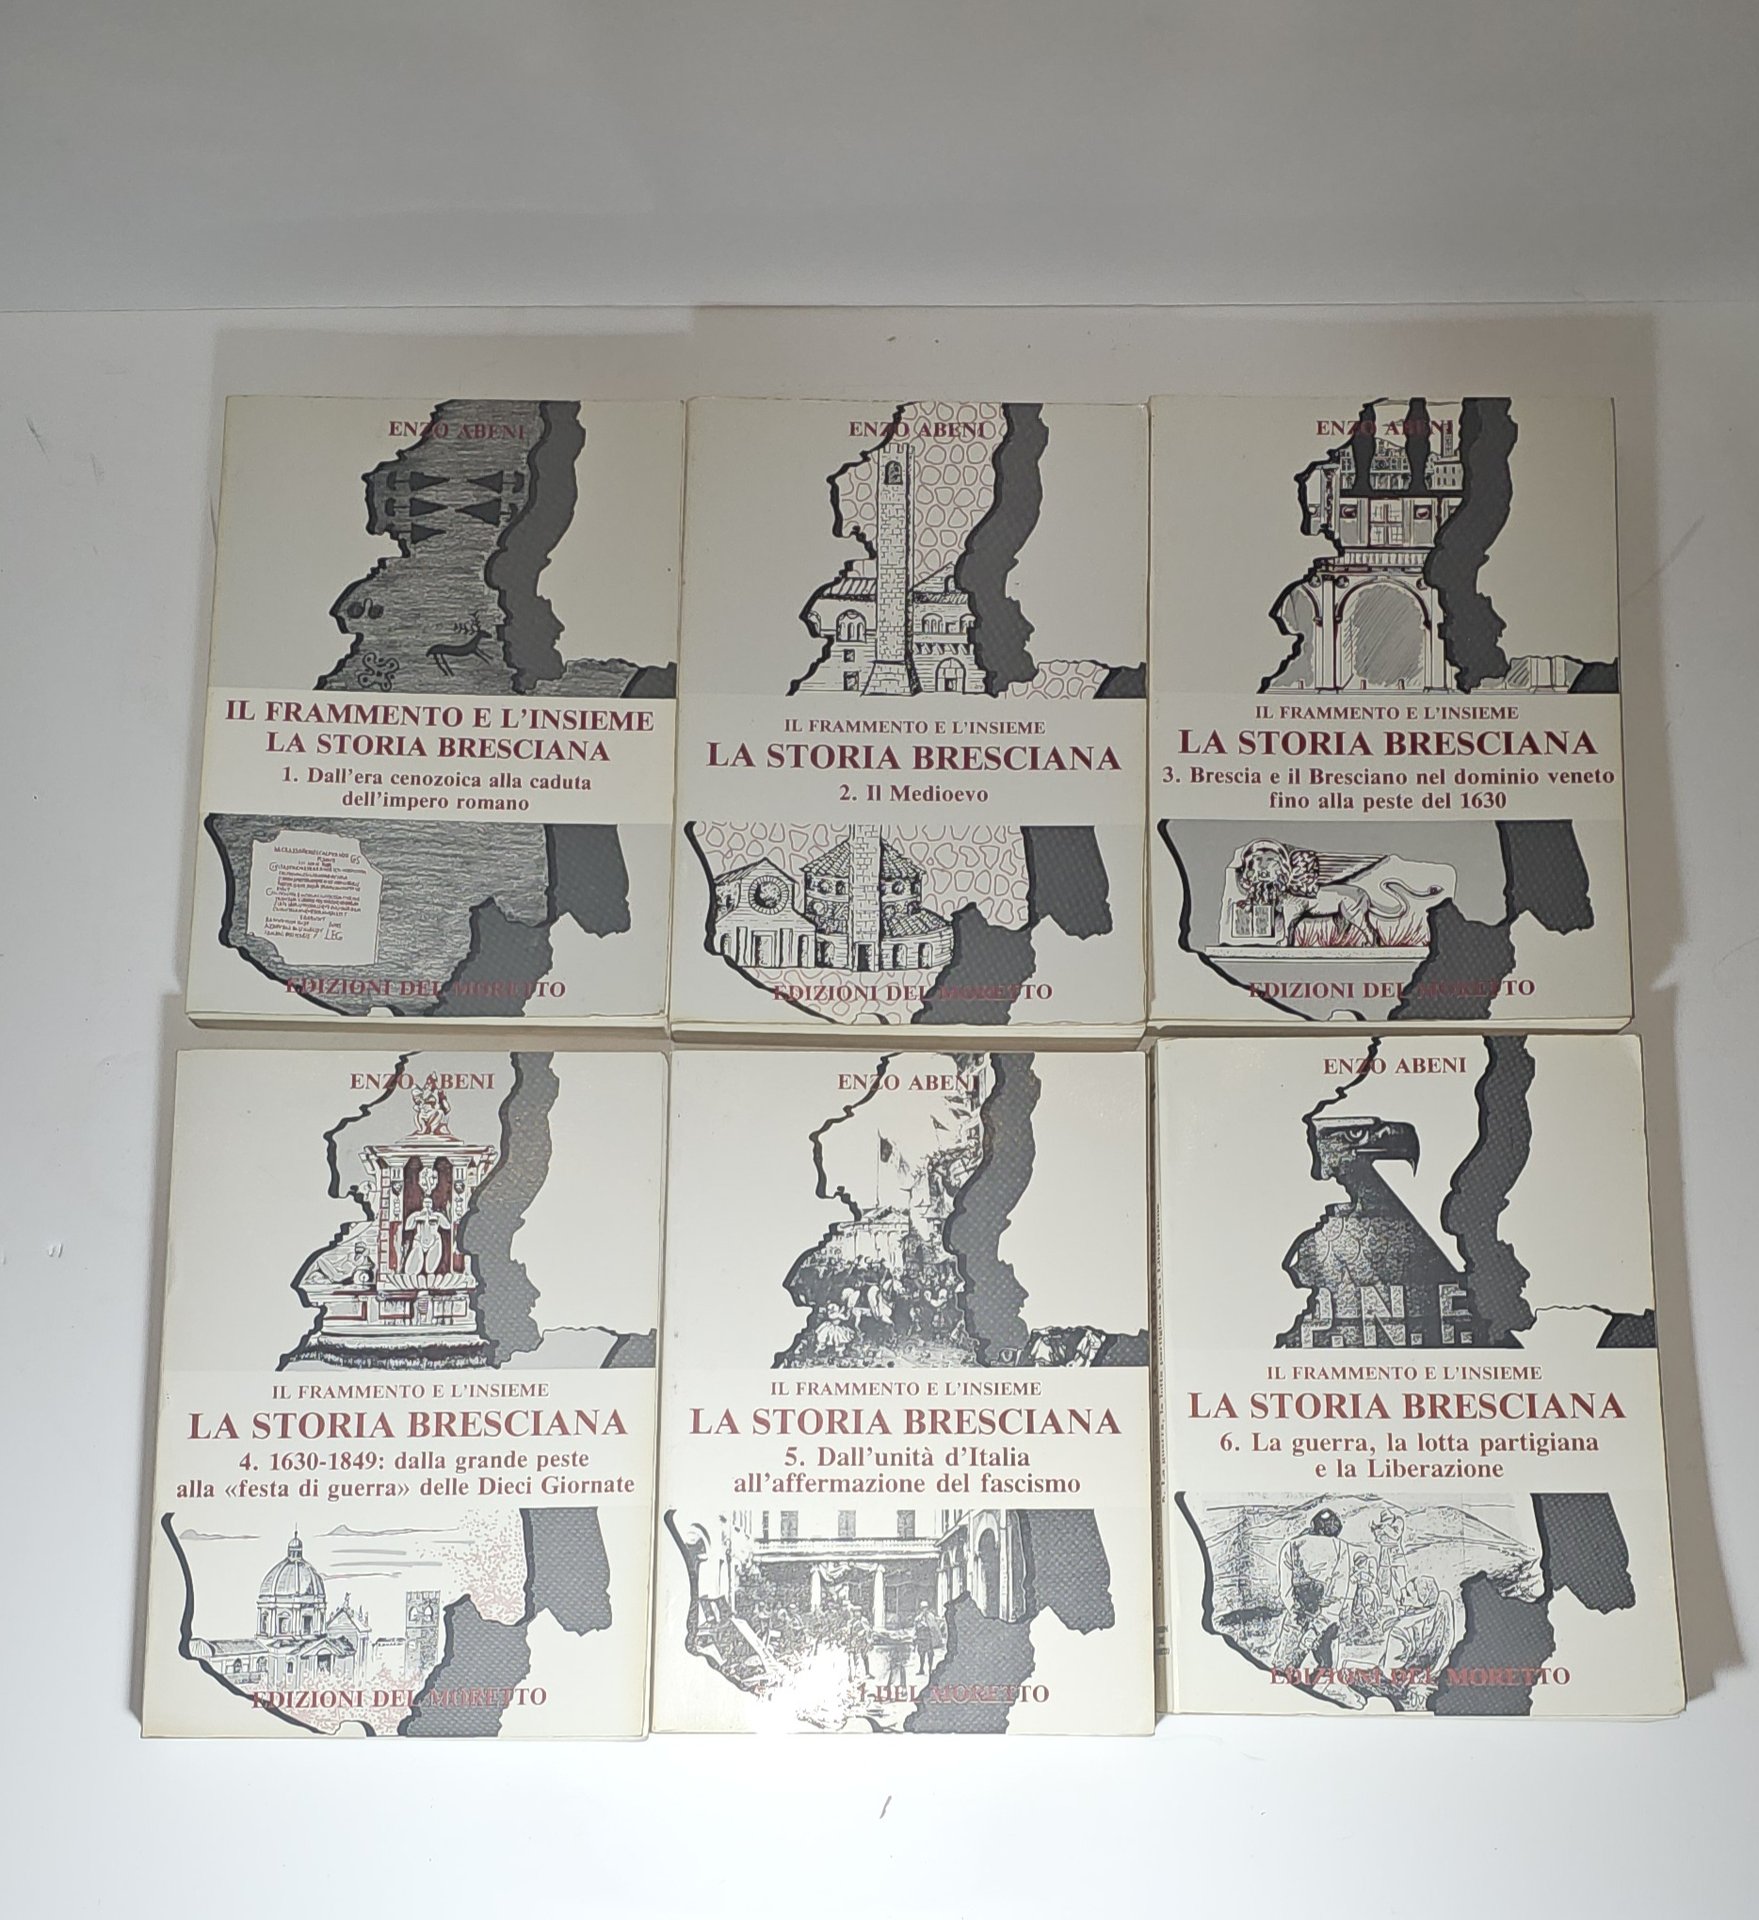 ENZO ABENI
IL FRAMMENTO E L'INSIEME
LA STORIA BRESCIANA
1. Dall'era cenozoica alla caduta
dell'impero romano
EDIZIONI DEL MORETTO
ENZO ABENI
IL FRAMMENTO E L'INSIEME
LA STORIA BRESCIANA
2. Il Medioevo
EDIZIONI DEL MORETTO
ENZO ABENI
IL FRAMMENTO E L'INSIEME
LA STORIA BRESCIANA
3. Brescia e il Bresciano nel dominio veneto
fino alla peste del 1630
EDIZIONI DEL MORETTO
ENZO ABENI
IL FRAMMENTO E L'INSIEME
LA STORIA BRESCIANA
4. 1630-1849: dalla grande peste
alla «festa di guerra» delle Dieci Giornate
EDIZIONI DEL MORETTO
ENZO ABENI
IL FRAMMENTO E L'INSIEME
LA STORIA BRESCIANA
5. Dall'unità d'Italia
all'affermazione del fascismo
DEL MORETTO
ENZO ABENI
P.N.F.
IL FRAMMENTO E L'INSIEME
LA STORIA BRESCIANA
6. La guerra, la lotta partigiana
e la Liberazione
EDIZIONI DEL MORETTO